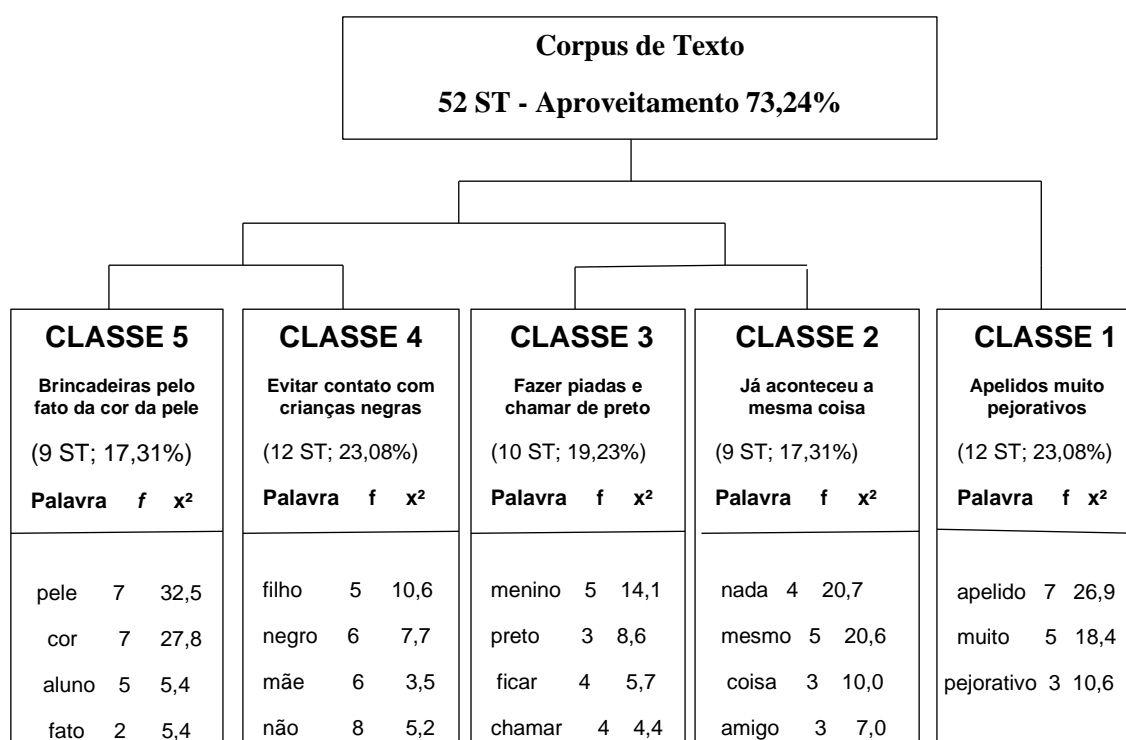 Corpus de Texto
52 ST - Aproveitamento 73,24%
CLASSE 5
Brincadeiras pelo
fato da cor da pele
(9 ST; 17,31%)
Palavra f x²
pele 7 32,5
cor 7 27,8
aluno 5 5,4
fato 2 5,4
CLASSE 4
Evitar contato com
crianças negras
(12 ST; 23,08%)
Palavra f x²
filho 5 10,6
negro 6 7,7
mãe 6 3,5
não 8 5,2
CLASSE 3
Fazer piadas e
chamar de preto
(10 ST; 19,23%)
Palavra f x²
menino 5 14,1
preto 3 8,6
ficar 4 5,7
chamar 4 4,4
CLASSE 2
Já aconteceu a
mesma coisa
(9 ST; 17,31%)
Palavra f x²
nada 4 20,7
mesmo 5 20,6
coisa 3 10,0
amigo 3 7,0
CLASSE 1
Apelidos muito
pejorativos
(12 ST; 23,08%)
Palavra f x²
apelido 7 26,9
muito 5 18,4
pejorativo 3 10,6